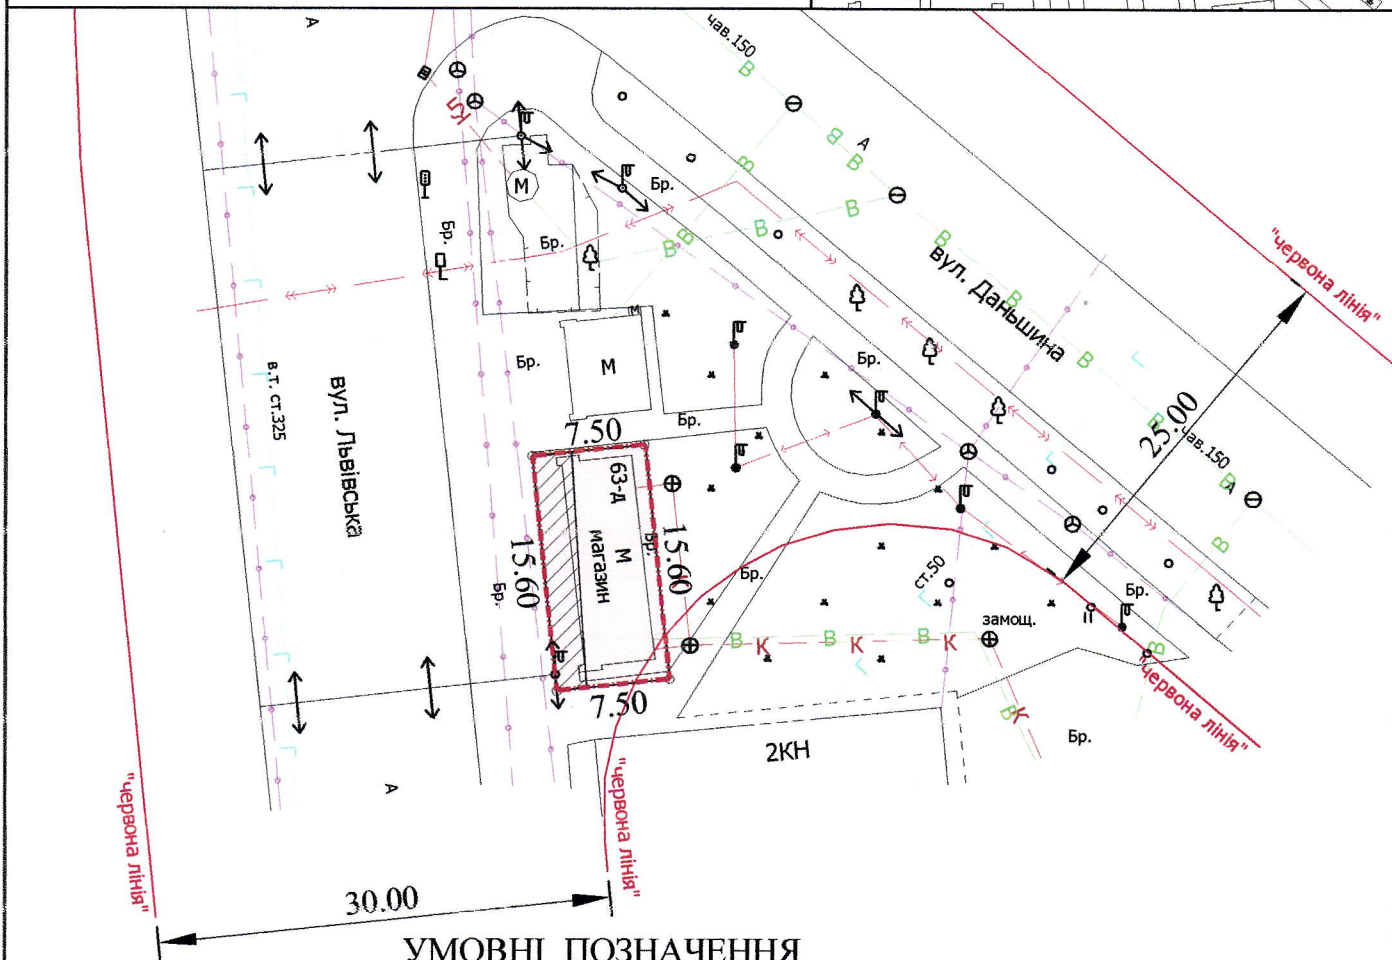 А
чав.150
В
В
А
В
В
К5
М
Бр.
В
В
В
В
В
Бр.
Бр.
"червона лінія"
вул. Даньшина
В
В
Г
в.т. ст.325
вул. Львівська
М
Бр.
М
Бр.
Бр.
25.00
чав.150
В
А
В
7.50
63-д
М
магазин
15.60
15.60
Бр.
Бр.
Бр.
ст.50
Г
Бр.
замощ.
В
К
В
К
В
К
Г
В
"червона лінія"
7.50
2КН
В
К
Бр.
А
"червона лінія"
"червона лінія"
30.00
УМОВНІ ПОЗНАЧЕННЯ